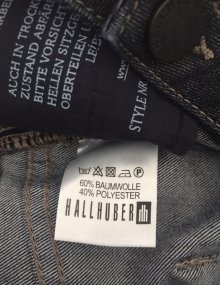 AUCH IN TROCK
ZUSTAND ABFÄR
BITTE VORSICHT
HELLEN SITZGE
OBERTEILEN
STYLE NR
60% BAUMWOLLE
40% POLYESTER
HALLHUBER